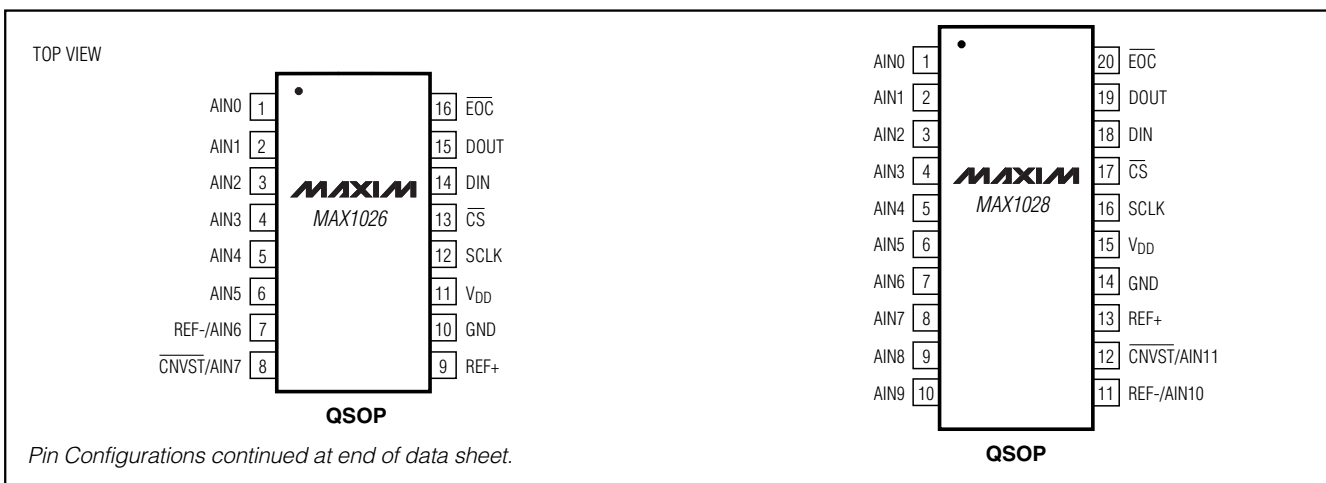 TOP VIEW
AIN0 1
AIN1 2
AIN2 3
AIN3 4
AIN4 5
AIN5 6
REF-/AIN6 7
CNVST/AIN7 8
MAXIM
MAX1026
16 EOC
15 DOUT
14 DIN
13 CS
12 SCLK
11 VDD
10 GND
9 REF+
QSOP
AIN0 1
AIN1 2
AIN2 3
AIN3 4
AIN4 5
AIN5 6
AIN6 7
AIN7 8
AIN8 9
AIN9 10
MAXIM
MAX1028
20 EOC
19 DOUT
18 DIN
17 CS
16 SCLK
15 VDD
14 GND
13 REF+
12 CNVST/AIN11
11 REF-/AIN10
QSOP
Pin Configurations continued at end of data sheet.